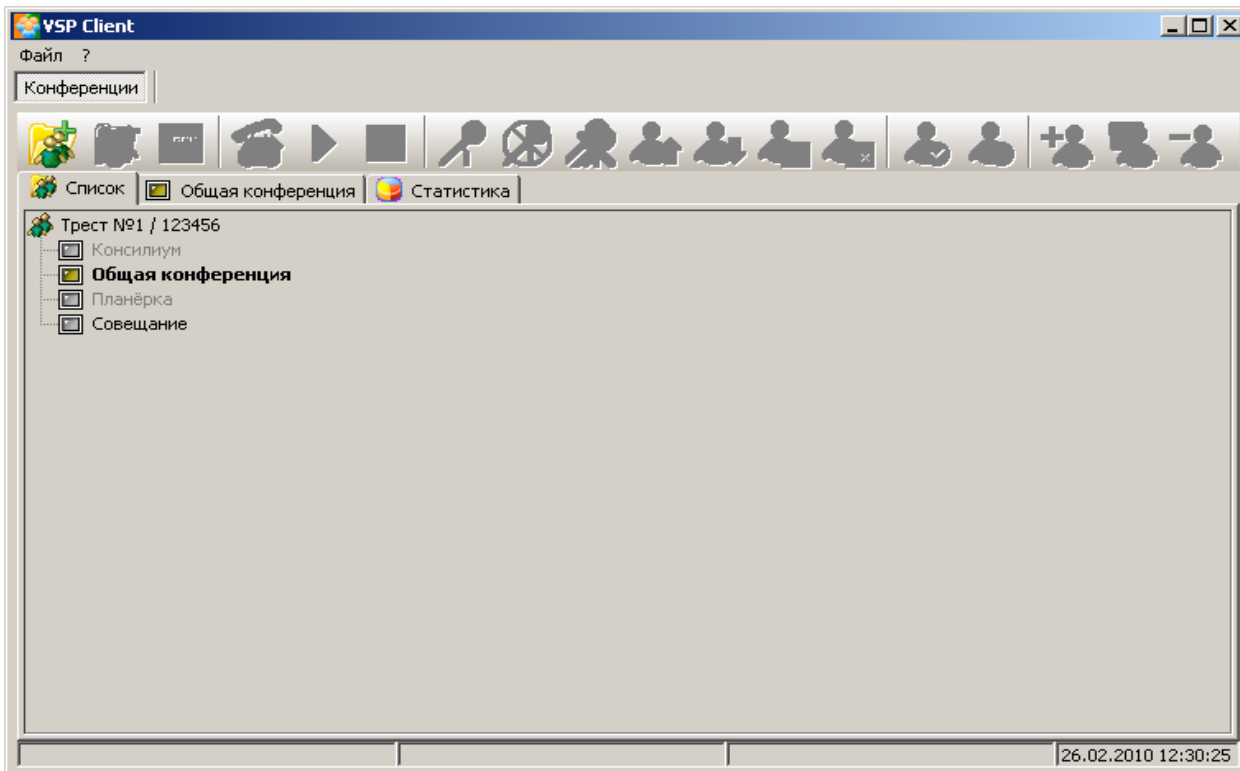 VSP Client
Файл ?
Конференции
Список Общая конференция Статистика
Трест №1 / 123456
Консилиум
Общая конференция
Планёрка
Совещание
26.02.2010 12:30:25